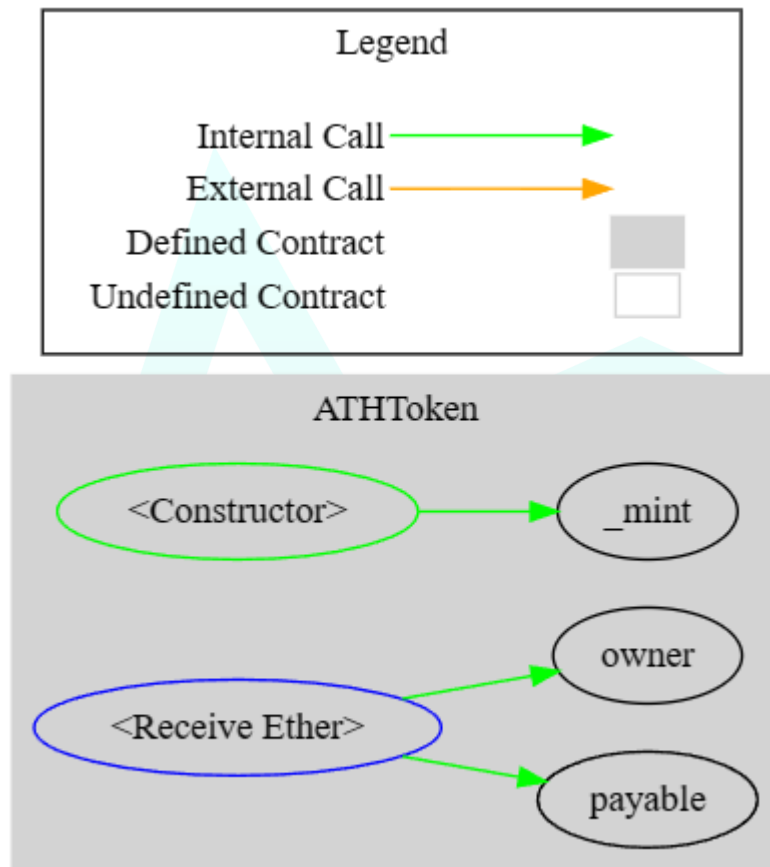 Legend
Internal Call
External Call
Defined Contract
Undefined Contract
ATHToken
<Constructor>
_mint
owner
<Receive Ether>
payable